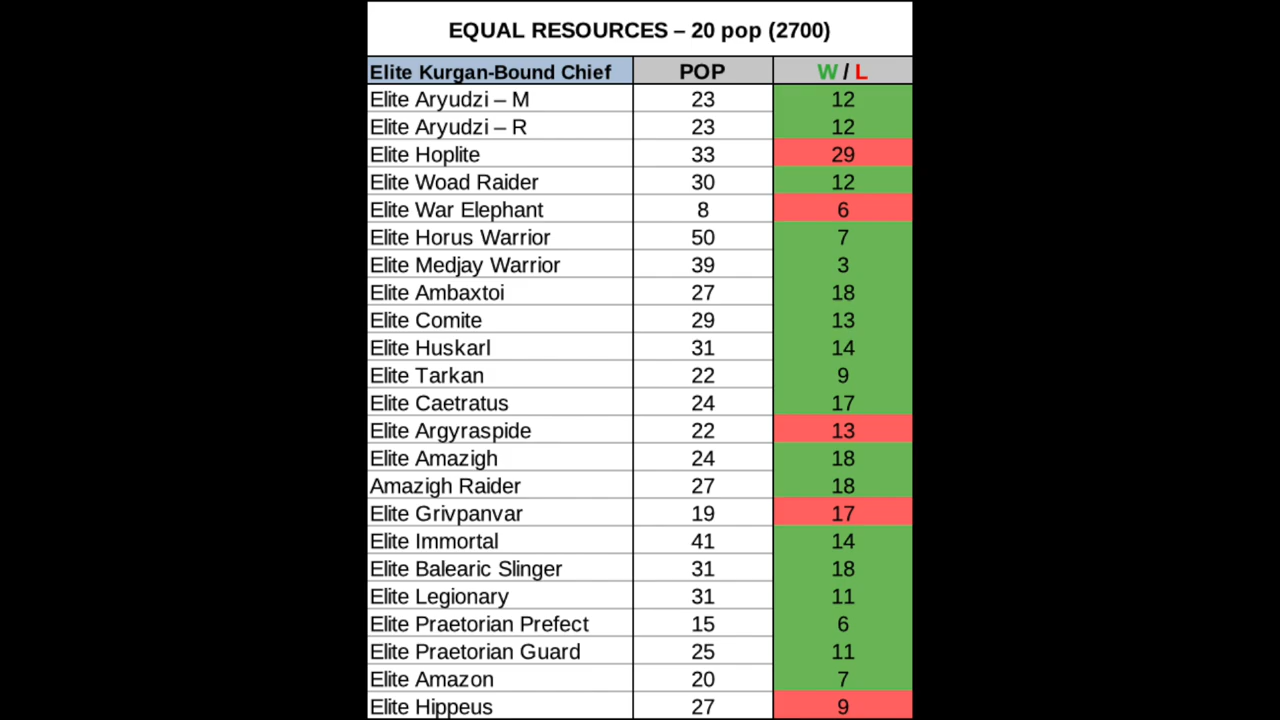 EQUAL RESOURCES – 20 pop (2700)
Elite Kurgan-Bound Chief POP W / L
Elite Aryudzi – M 23 12
Elite Aryudzi – R 23 12
Elite Hoplite 33 29
Elite Woad Raider 30 12
Elite War Elephant 8 6
Elite Horus Warrior 50 7
Elite Medjay Warrior 39 3
Elite Ambaxtoi 27 18
Elite Comite 29 13
Elite Huskarl 31 14
Elite Tarkan 22 9
Elite Caetratus 24 17
Elite Argyraspide 22 13
Elite Amazigh 24 18
Amazigh Raider 27 18
Elite Grivpanvar 19 17
Elite Immortal 41 14
Elite Balearic Slinger 31 18
Elite Legionary 31 11
Elite Praetorian Prefect 15 6
Elite Praetorian Guard 25 11
Elite Amazon 20 7
Elite Hippeus 27 9